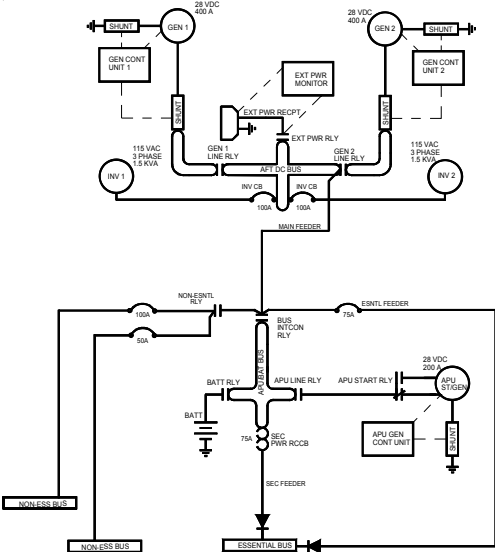 28 VDC
400 A
SHUNT
GEN 1
GEN CONT
UNIT 1
SHUNT
28 VDC
400 A
GEN 2
SHUNT
GEN CONT
UNIT 2
SHUNT
EXT PWR
MONITOR
EXT PWR RECPT
EXT PWR RLY
GEN 1
LINE RLY
GEN 2
LINE RLY
AFT DC BUS
115 VAC
3 PHASE
1.5 KVA
INV 1
115 VAC
3 PHASE
1.5 KVA
INV 2
INV CB
100A
INV CB
100A
MAIN FEEDER
NON-ESNTL
RLY
100A
50A
BUS
INTCON
RLY
ESNTL FEEDER
75A
APU/BAT BUS
BATT RLY
APU LINE RLY
APU START RLY
28 VDC
200 A
APU
ST/GEN
BATT
75A
SEC
PWR RCCB
APU GEN
CONT UNIT
SHUNT
SEC FEEDER
NON-ESS BUS
NON-ESS BUS
ESSENTIAL BUS